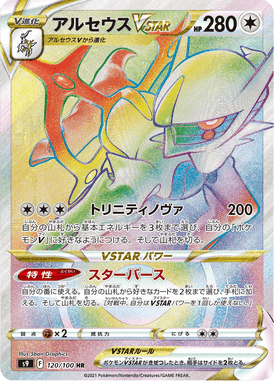 V進化
アルセウス VSTAR HP 280
アルセウスVから進化
トリニティノヴァ 200
自分の山札から基本エネルギーを3枚まで選び、自分の「ポケ
モンV」に好きなようにつける。そして山札を切る。
VSTARパワー
特性 スターバース
自分の番に使える。自分の山札から好きなカードを2枚まで選び、手札に加
える。そして山札を切る。[対戦中、自分はVSTARパワーを1回しか使えない。]
弱点 ×2 抵抗力 にげる
Illus. 5ban Graphics
VSTARルール
ポケモンVSTARがきぜつしたとき、相手はサイドを2枚とる。
s9 F 120/100 HR
©2021 Pokémon/Nintendo/Creatures/GAME FREAK.